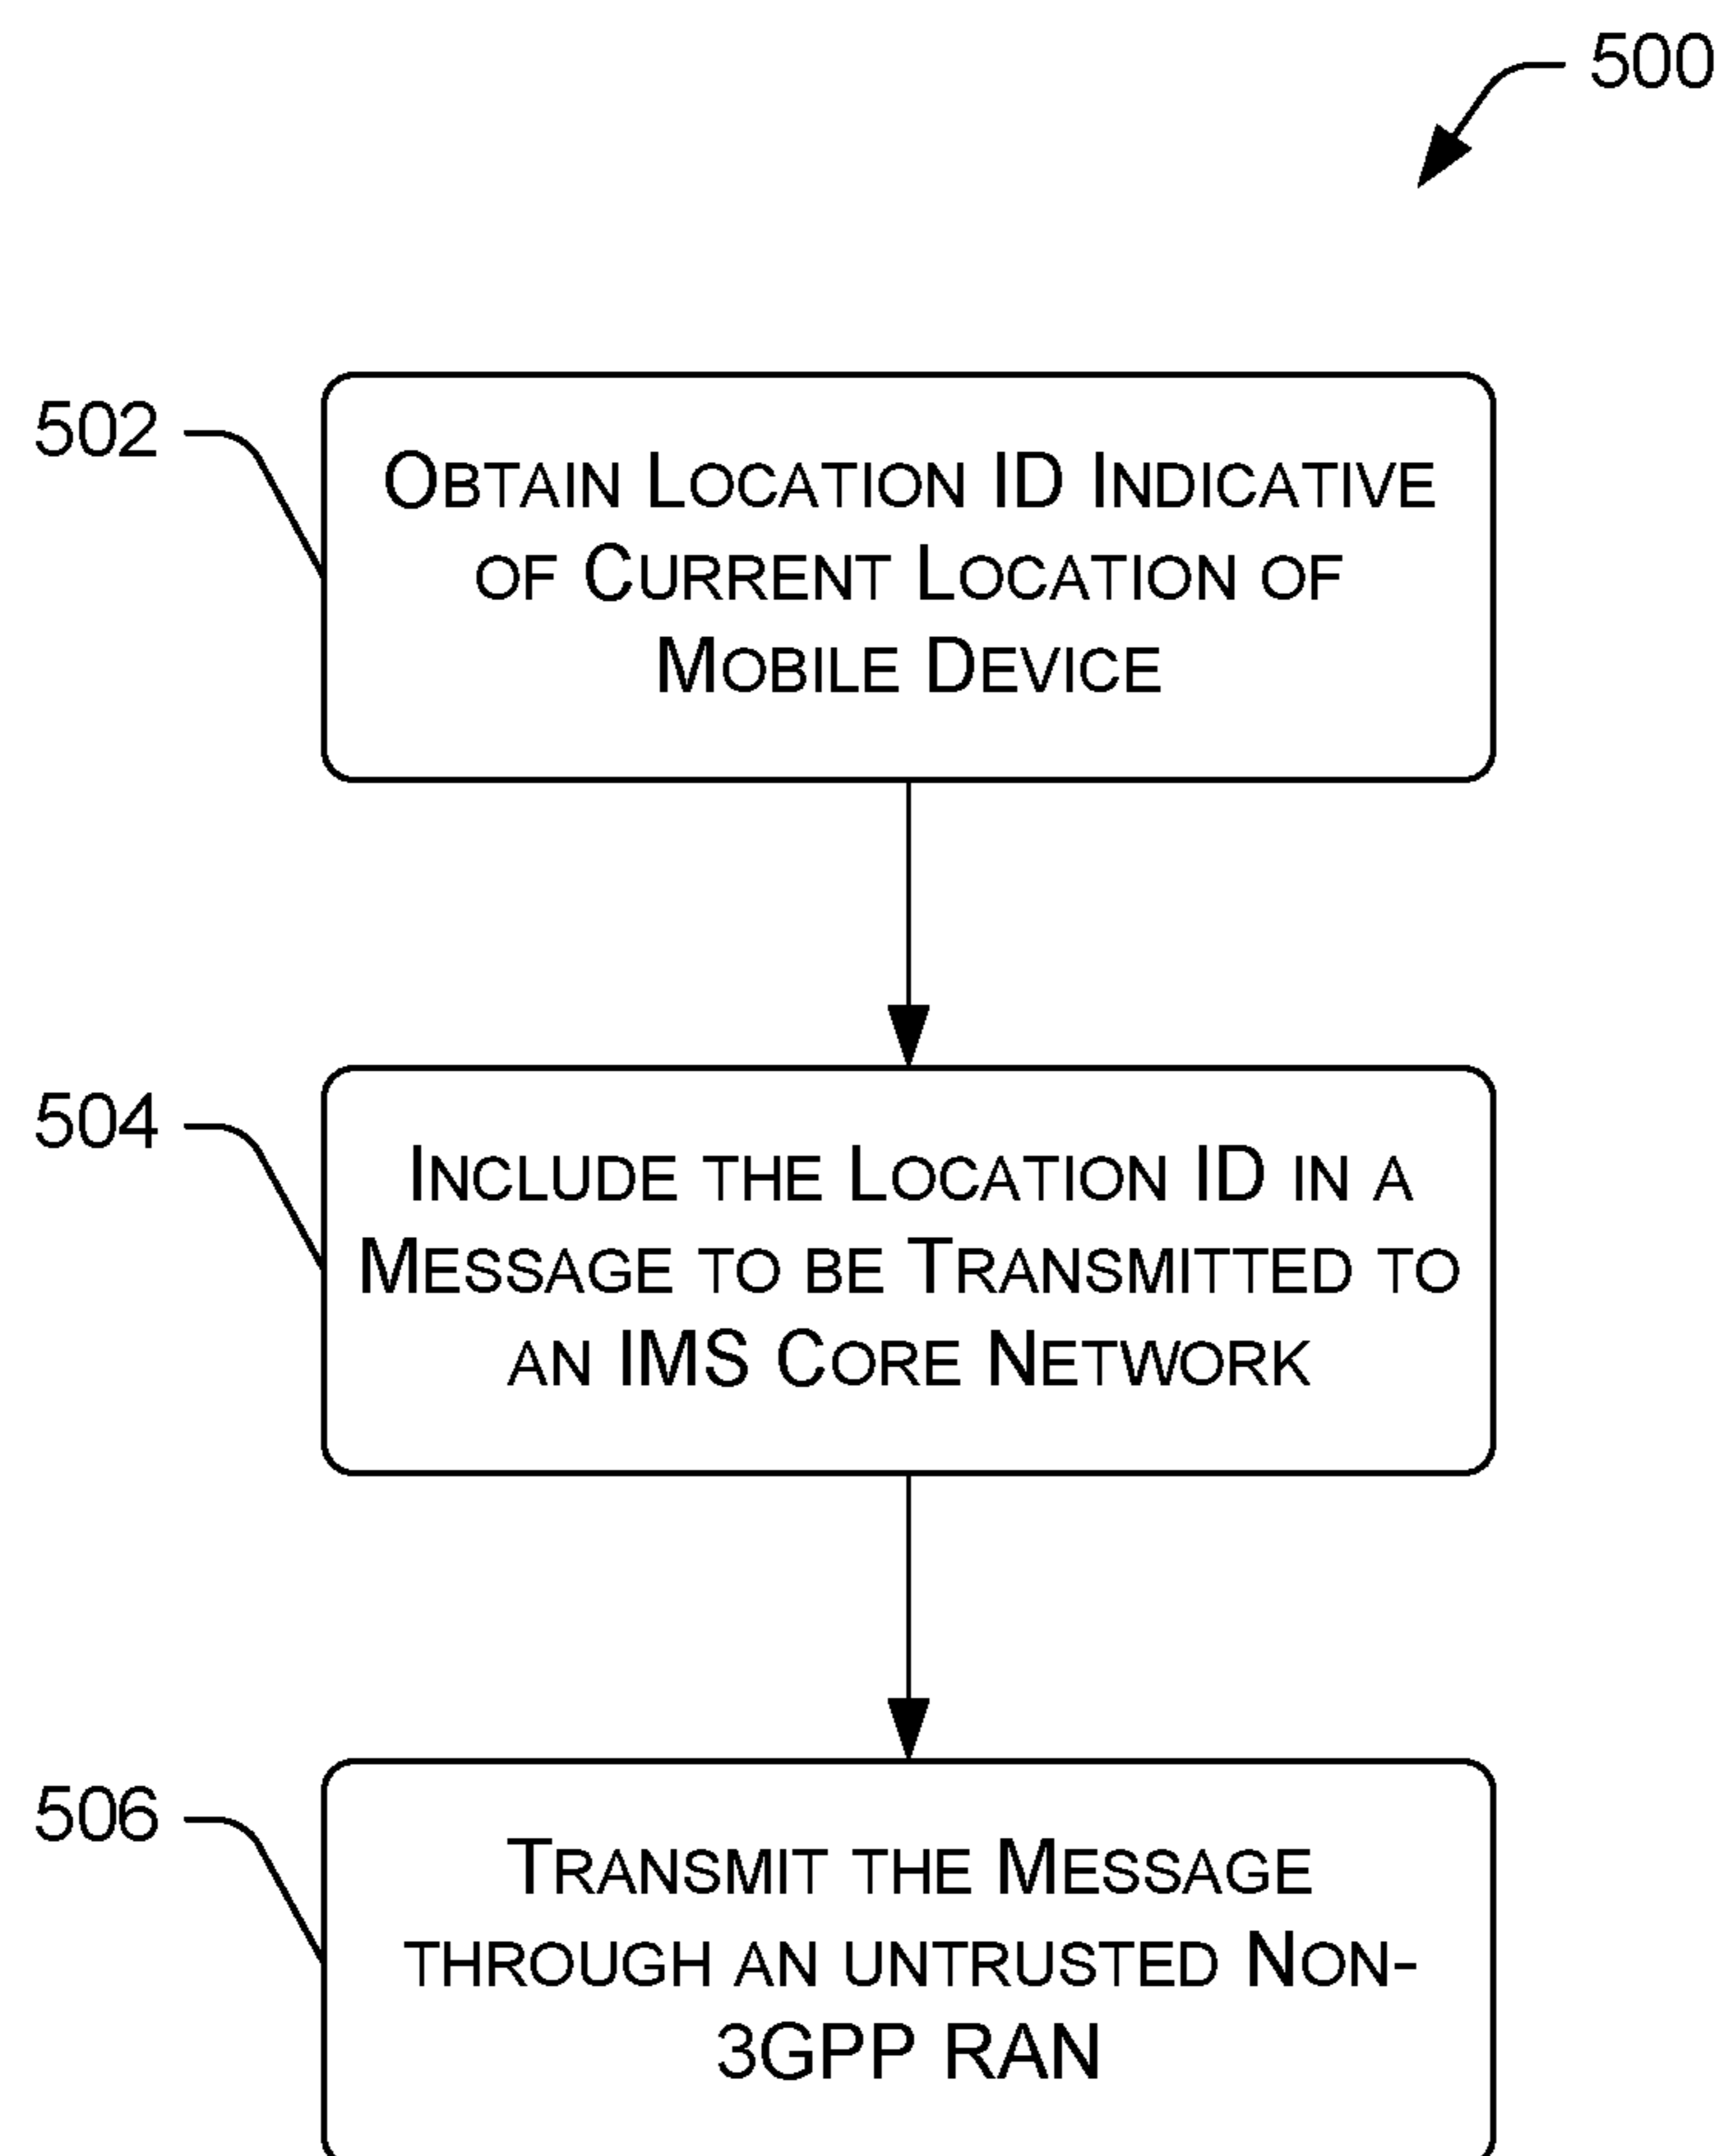 500
502
OBTAIN LOCATION ID INDICATIVE
OF CURRENT LOCATION OF
MOBILE DEVICE
504
INCLUDE THE LOCATION ID IN A
MESSAGE TO BE TRANSMITTED TO
AN IMS CORE NETWORK
506
TRANSMIT THE MESSAGE
THROUGH AN UNTRUSTED NON-
3GPP RAN